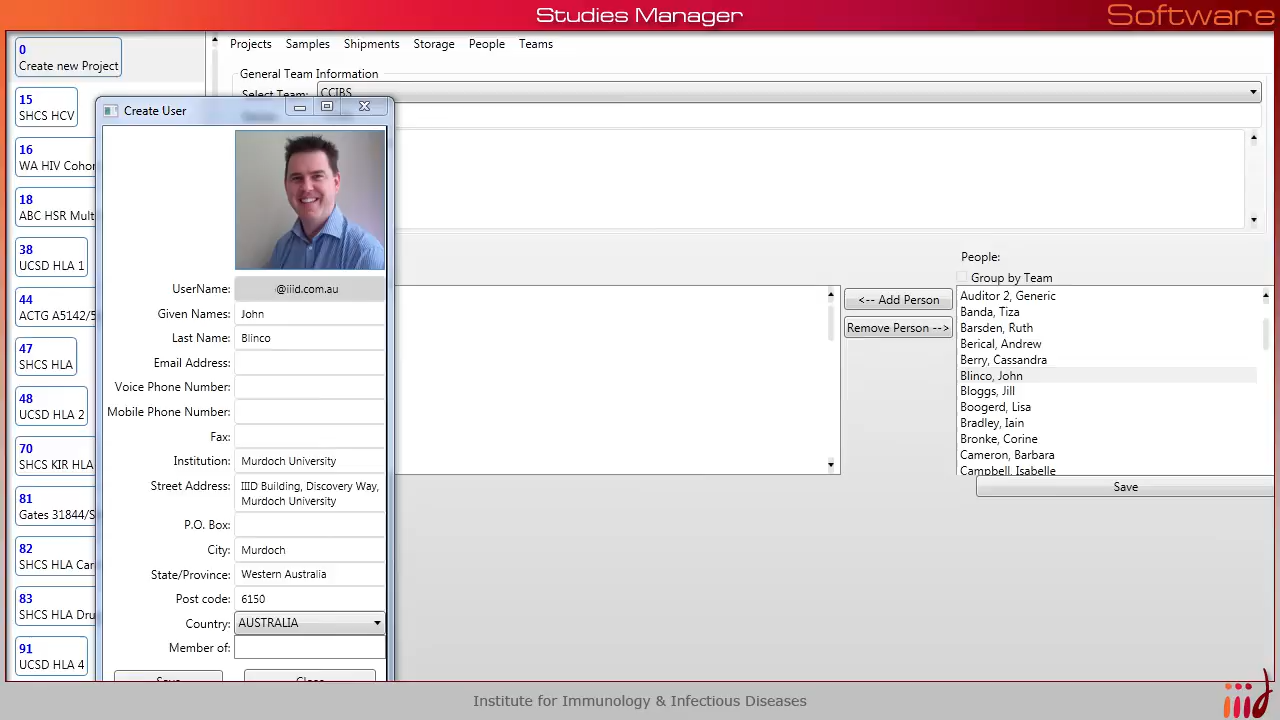 Studies Manager
Software
0
Create new Project
15
SHCS HCV
16
WA HIV Cohor
18
ABC HSR Mult
38
UCSD HLA 1
44
ACTG A5142/5
47
SHCS HLA
48
UCSD HLA 2
70
SHCS KIR HLA
81
Gates 31844/S
82
SHCS HLA Car
83
SHCS HLA Dru
91
UCSD HLA 4
Projects Samples Shipments Storage People Teams
General Team Information
Select Team: CCIBS
Create User
UserName: @iiid.com.au
Given Names: John
Last Name: Blinco
Email Address:
Voice Phone Number:
Mobile Phone Number:
Fax:
Institution: Murdoch University
Street Address: IIID Building, Discovery Way,
Murdoch University
P.O. Box:
City: Murdoch
State/Province: Western Australia
Post code: 6150
Country: AUSTRALIA
Member of:
Save Close
<-- Add Person
Remove Person -->
People:
Group by Team
Auditor 2, Generic
Banda, Tiza
Barsden, Ruth
Berical, Andrew
Berry, Cassandra
Blinco, John
Bloggs, Jill
Boogerd, Lisa
Bradley, Iain
Bronke, Corine
Cameron, Barbara
Campbell, Isabelle
Save
Institute for Immunology & Infectious Diseases
iiid